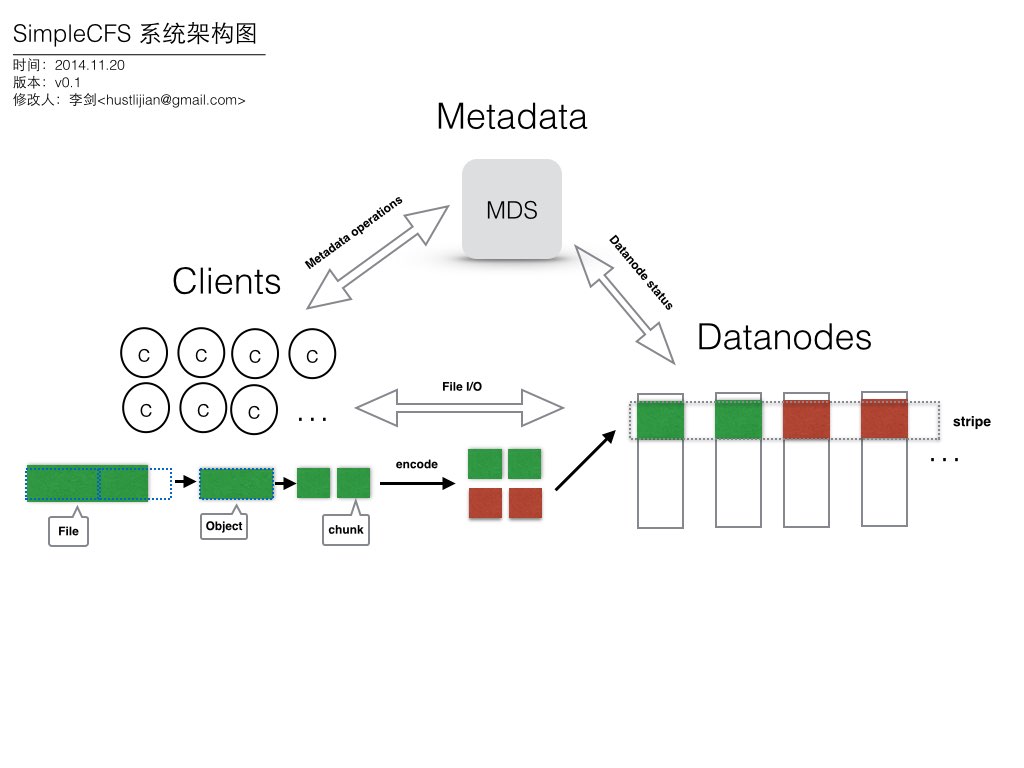 SimpleCFS 系统架构图
时间：2014.11.20
版本：v0.1
修改人：李剑<hustlijian@gmail.com>
Metadata
MDS
Metadata operations
Datanode status
Clients
Datanodes
C C C C
C C C ...
File I/O
stripe
...
encode
File
Object
chunk